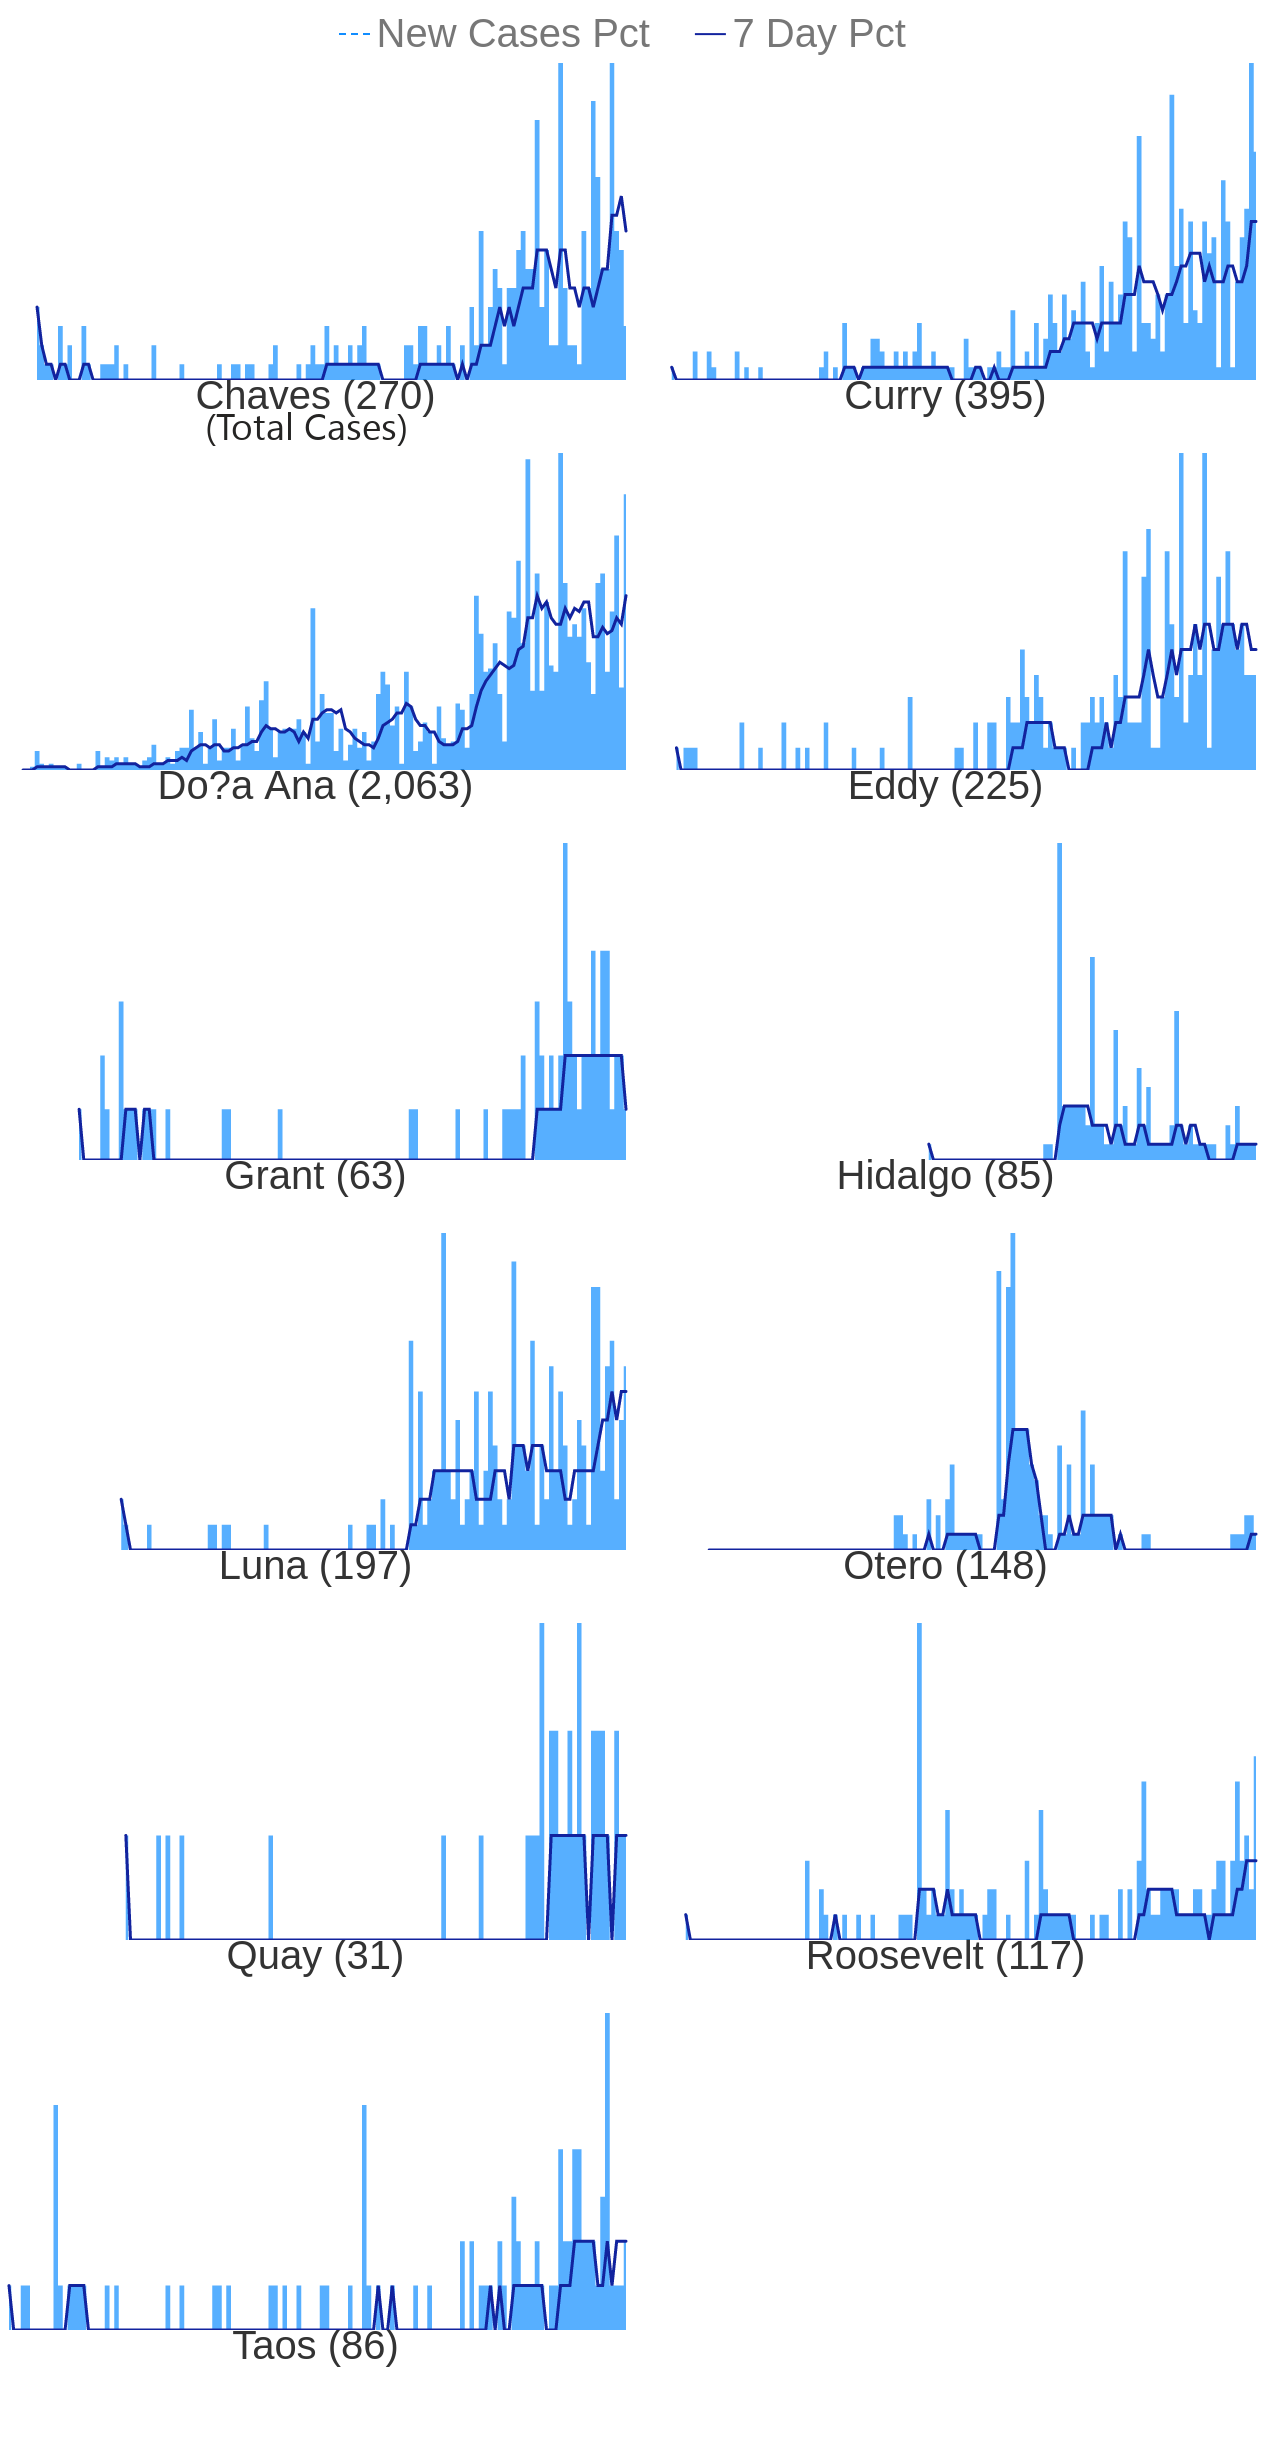 New Cases Pct 7 Day Pct
Chaves (270)
(Total Cases)
Curry (395)
Do?a Ana (2,063)
Eddy (225)
Grant (63)
Hidalgo (85)
Luna (197)
Otero (148)
Quay (31)
Roosevelt (117)
Taos (86)